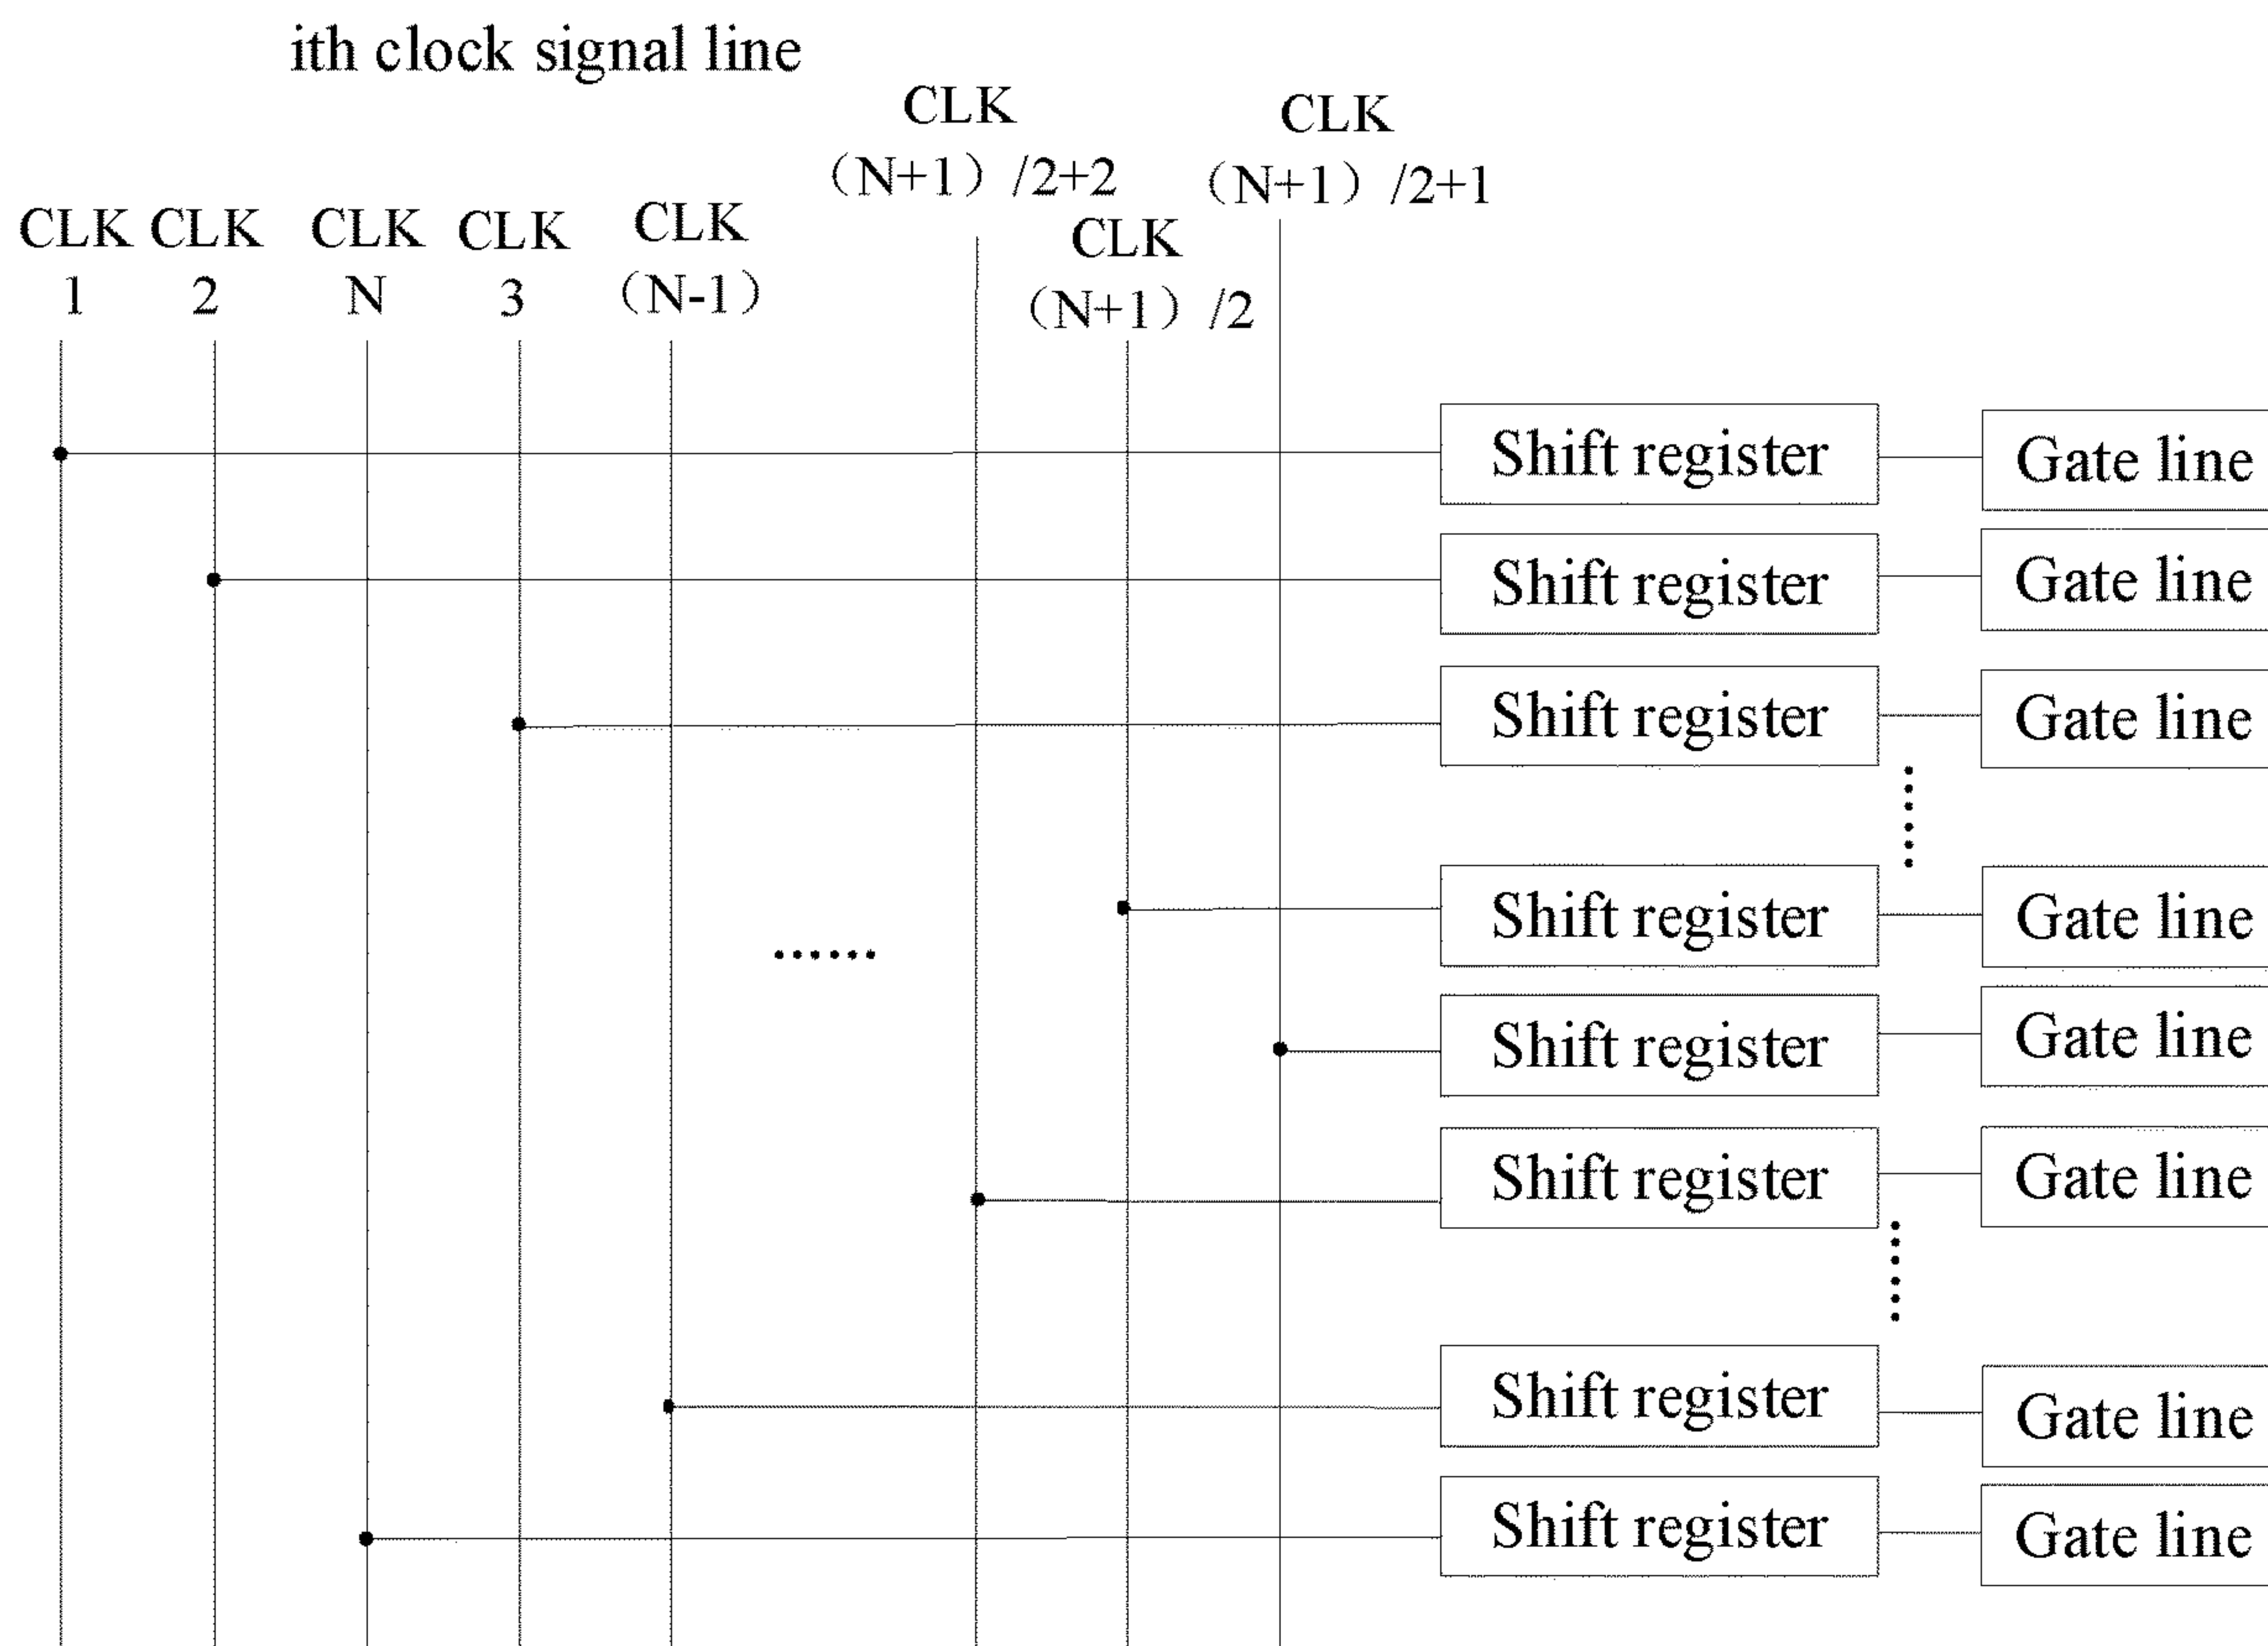 ith clock signal line
CLK
(N+1) /2+2
CLK
(N+1) /2+1
CLK
1
CLK
2
CLK
N
CLK
3
CLK
(N-1)
CLK
(N+1) /2
Shift register
Gate line
Shift register
Gate line
Shift register
Gate line
Shift register
Gate line
Shift register
Gate line
Shift register
Gate line
Shift register
Gate line
Shift register
Gate line